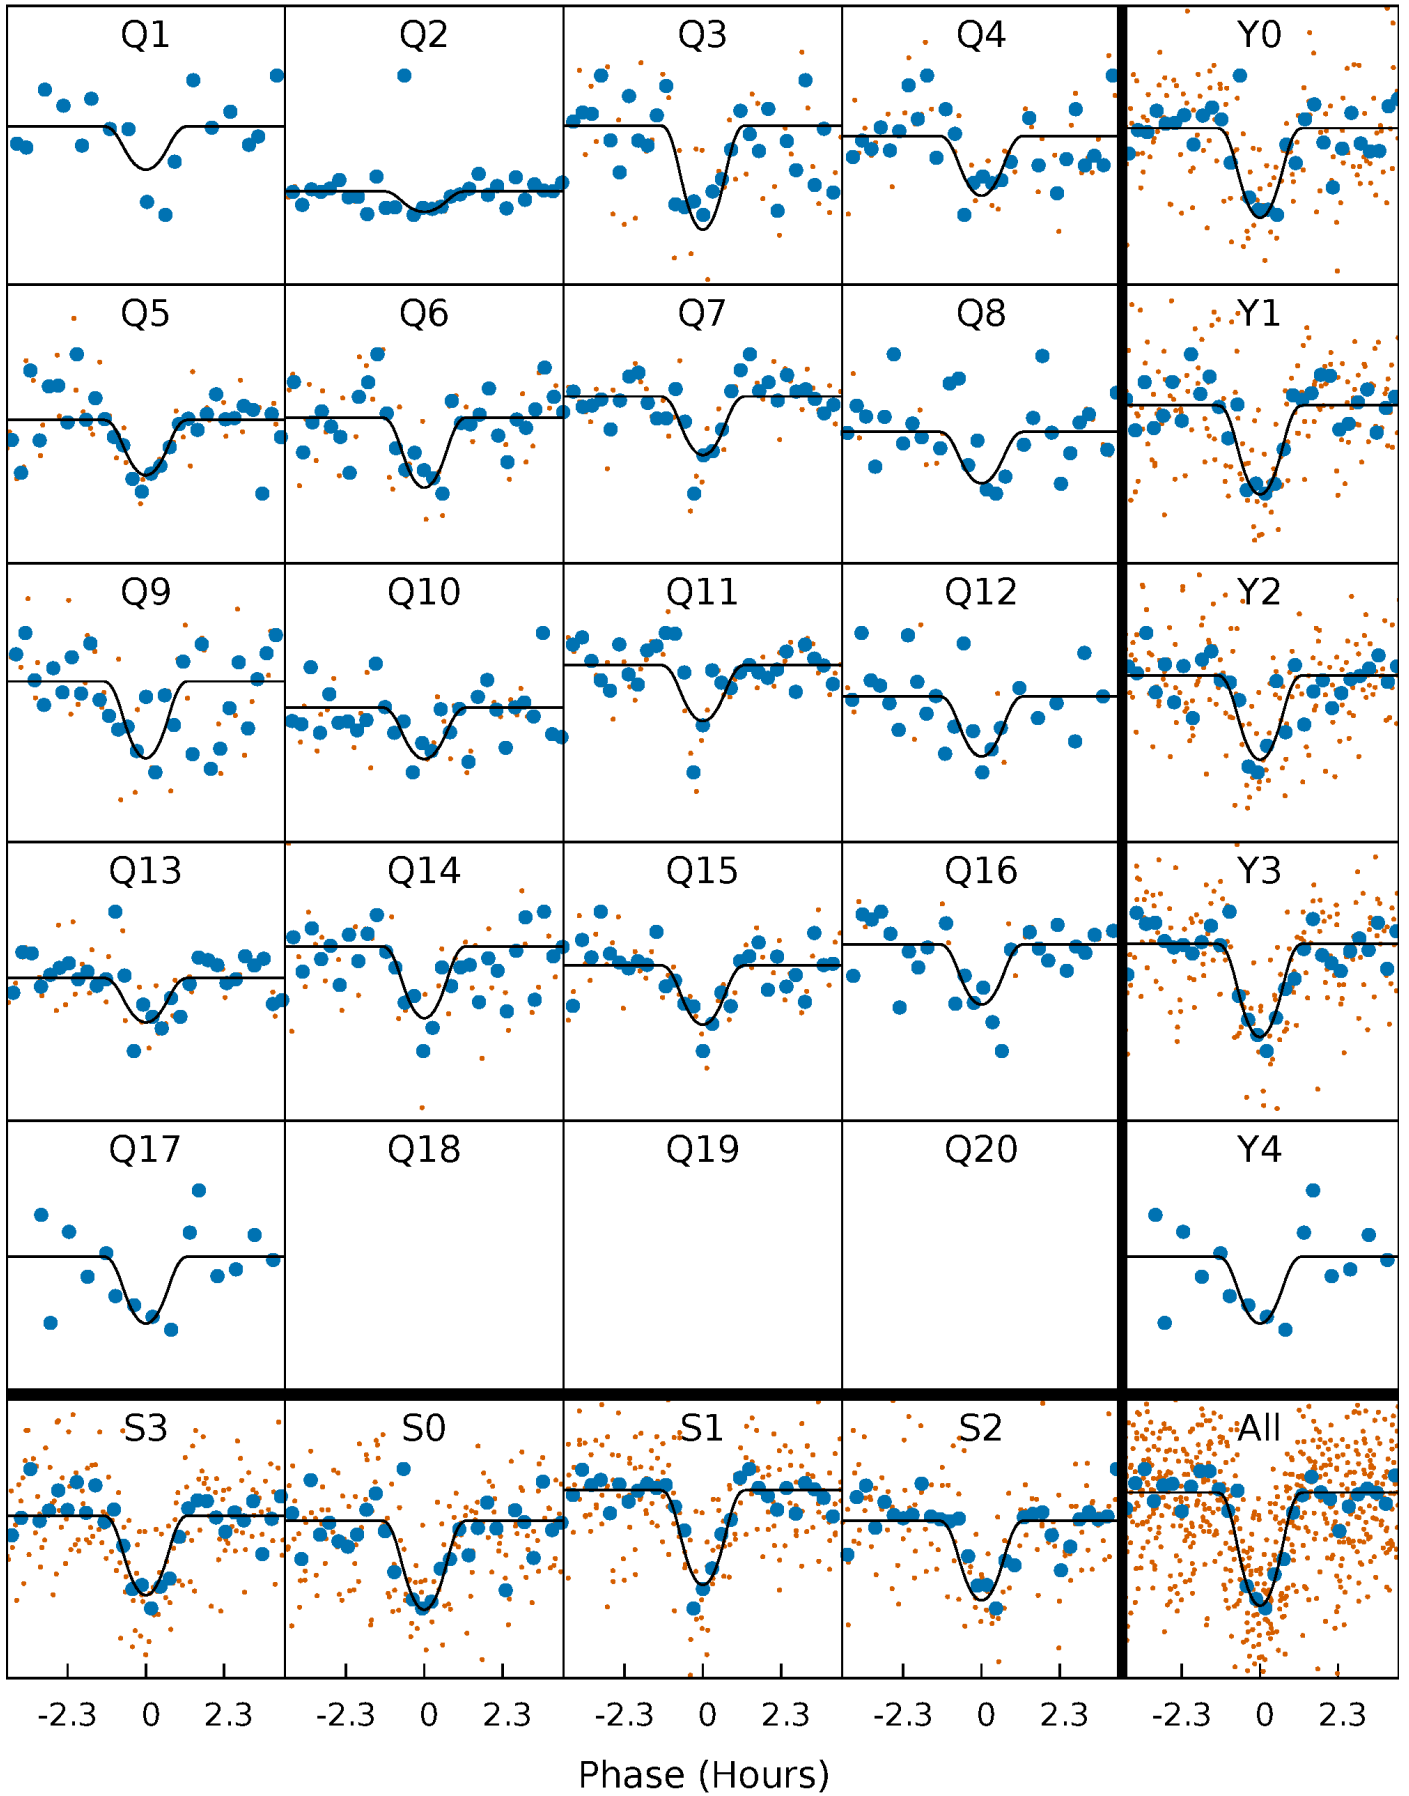 Q1 Q2 Q3 Q4 Y0
Q5 Q6 Q7 Q8 Y1
Q9 Q10 Q11 Q12 Y2
Q13 Q14 Q15 Q16 Y3
Q17 Q18 Q19 Q20 Y4
S3 S0 S1 S2 All
-2.3 0 2.3 -2.3 0 2.3 -2.3 0 2.3 -2.3 0 2.3 -2.3 0 2.3
Phase (Hours)